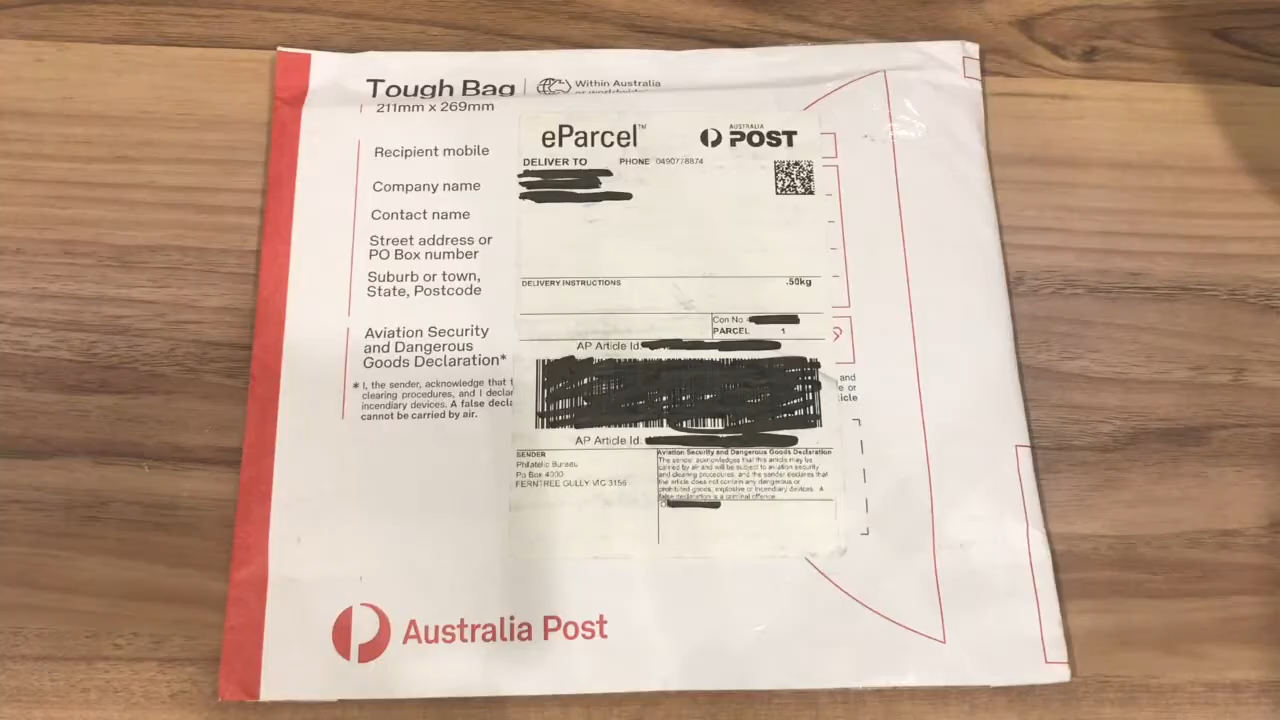 Tough Bag
Within Australia
or worldwide
211mm x 269mm
eParcel™
AUSTRALIA
POST
Recipient mobile
DELIVER TO
PHONE 0490778874
Company name
Contact name
Street address or
PO Box number
Suburb or town,
State, Postcode
DELIVERY INSTRUCTIONS
.50kg
Con No
PARCEL 1
Aviation Security
and Dangerous
Goods Declaration*
AP Article Id:
* I, the sender, acknowledge that
clearing procedures, and I
incendiary devices. A false
cannot be carried by air.
and
or
AP Article Id:
SENDER
Philatelic Bureau
Po Box 4000
FERNTREE GULLY VIC 3156
Aviation Security and Dangerous Goods Declaration
The sender acknowledges that this article may be
carried by air and will be subject to aviation security
and clearing procedures, and the sender declares that
the article does not contain any dangerous or
prohibited goods, explosive or incendiary devices. A
false declaration is a criminal offence.
Australia Post